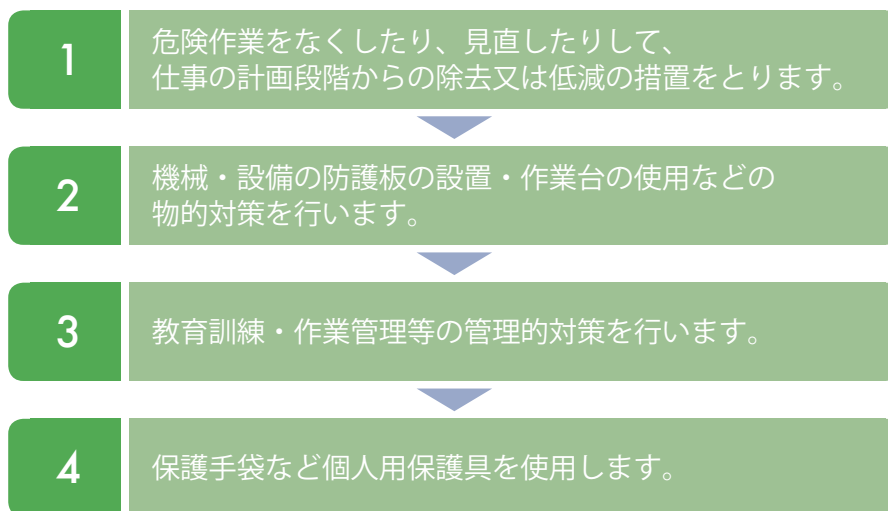 1
危険作業をなくしたり、見直したりして、
仕事の計画段階からの除去又は低減の措置をとります。
2
機械・設備の防護板の設置・作業台の使用などの
物的対策を行います。
3
教育訓練・作業管理等の管理的対策を行います。
4
保護手袋など個人用保護具を使用します。